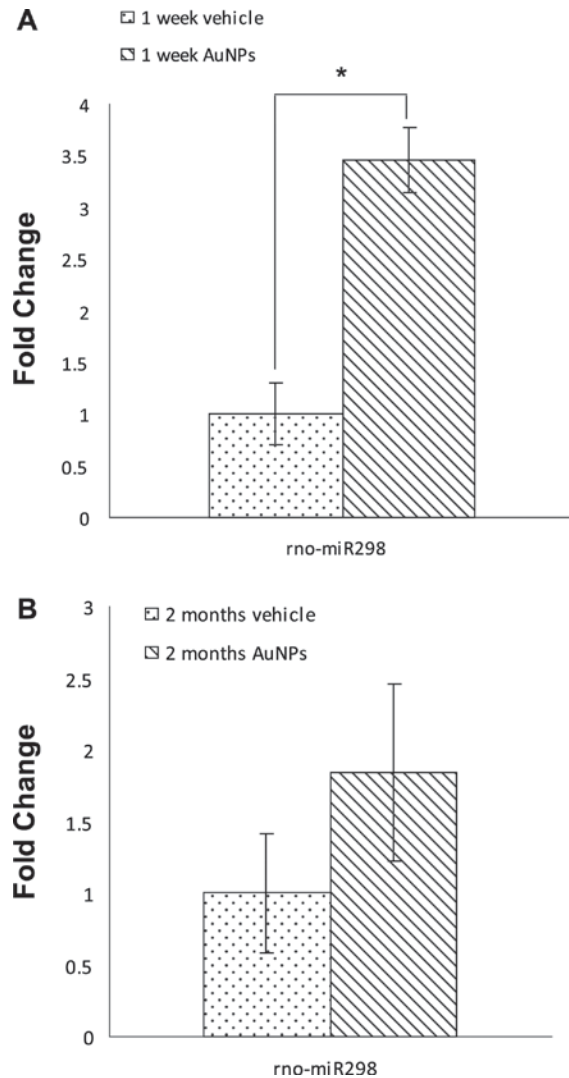 A
1 week vehicle
1 week AuNPs
*
Fold Change
4
3.5
3
2.5
2
1.5
1
0.5
0
rno-miR298
B
2 months vehicle
2 months AuNPs
Fold Change
3
2.5
2
1.5
1
0.5
0
rno-miR298